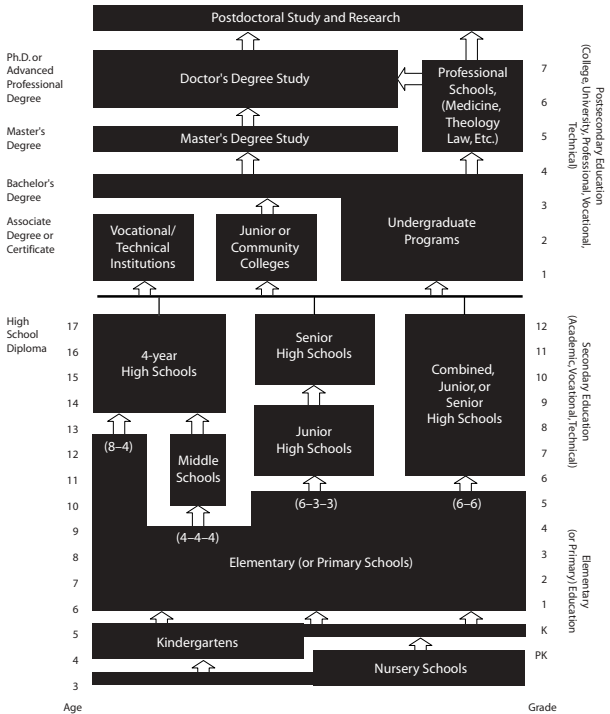 Postdoctoral Study and Research
Ph.D. or
Advanced
Professional
Degree
Doctor's Degree Study
Professional
Schools,
(Medicine,
Theology
Law, Etc.)
7
6
Master's
Degree
Master's Degree Study
5
Bachelor's
Degree
4
3
Associate
Degree or
Certificate
Vocational/
Technical
Institutions
Junior or
Community
Colleges
Undergraduate
Programs
2
1
Postsecondary Education
(College, University, Professional, Vocational,
Technical)
High
School
Diploma
17
16
15
14
13
12
11
10
9
8
7
6
5
4
3
Age
4-year
High Schools
Senior
High Schools
Combined,
Junior, or
Senior
High Schools
Junior
High Schools
(8–4)
Middle
Schools
(6–3–3)
(6–6)
(4–4–4)
Elementary (or Primary Schools)
Kindergartens
Nursery Schools
12
11
10
9
8
7
6
5
4
3
2
1
K
PK
Grade
Secondary Education
(Academic, Vocational, Technical)
Elementary
(or Primary) Education